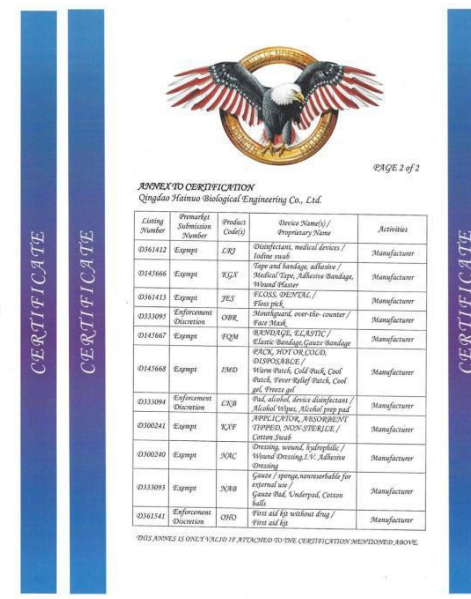 PAGE 2 of 2
ANNEX TO CERTIFICATION
Qingdao Hainuo Biological Engineering Co., Ltd.
Listing Number Premarket Submission Number Product Code(s) Device Name(s) / Proprietary Name Activities
D361412 Exempt LRJ Disinfectant, medical devices / Iodine swab Manufacturer
D145666 Exempt KGX Tape and bandage, adhesive / Medical Tape, Adhesive Bandage, Wound Plaster Manufacturer
D361413 Exempt JES FLOSS, DENTAL / Floss pick Manufacturer
D333095 Enforcement Discretion OBR Mouthguard, over-the- counter / Face Mask Manufacturer
D145667 Exempt FQM BANDAGE, ELASTIC / Elastic Bandage,Gauze Bandage Manufacturer
D145668 Exempt IMD PACK, HOT OR COLD, DISPOSABLE / Warm Patch, Cold Pack, Cool Patch, Fever Relief Patch, Cool gel, Freeze gel Manufacturer
D333094 Enforcement Discretion LKB Pad, alcohol, device disinfectant / Alcohol Wipes, Alcohol prep pad Manufacturer
D300241 Exempt KXF APPLICATOR, ABSORBENT TIPPED, NON-STERILE / Cotton Swab Manufacturer
D300240 Exempt NAC Dressing, wound, hydrophilic / Wound Dressing,I.V. Adhesive Dressing Manufacturer
D333093 Exempt NAB Gauze / sponge,nonresorbable for external use / Gauze Pad, Underpad, Cotton balls Manufacturer
D361541 Enforcement Discretion OHO First aid kit without drug / First aid kit Manufacturer
THIS ANNEX IS ONLY VALID IF ATTACHED TO THE CERTIFICATION MENTIONED ABOVE.
CERTIFICATE
CERTIFICATE
CERTIFICATE